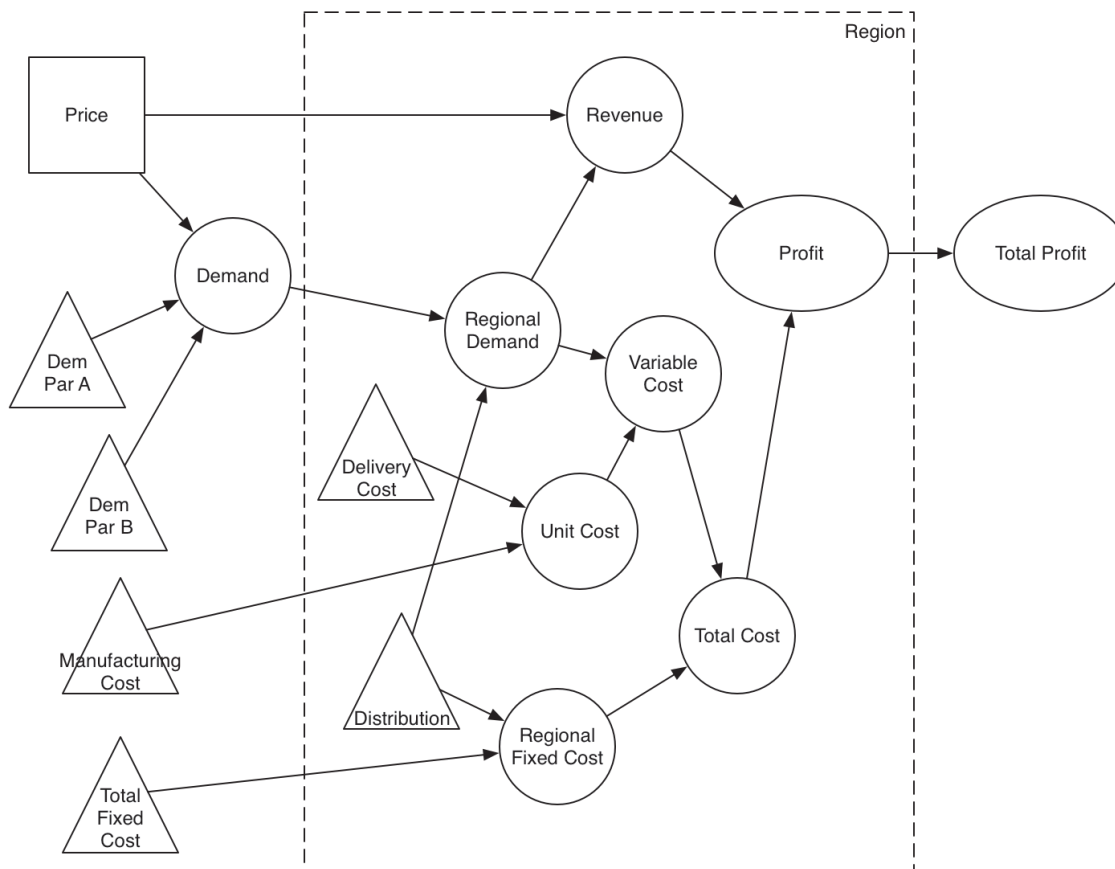 Region
Price
Revenue
Demand
Profit
Total Profit
Regional
Demand
Dem
Par A
Variable
Cost
Delivery
Cost
Dem
Par B
Unit Cost
Manufacturing
Cost
Total Cost
Distribution
Regional
Fixed Cost
Total
Fixed
Cost